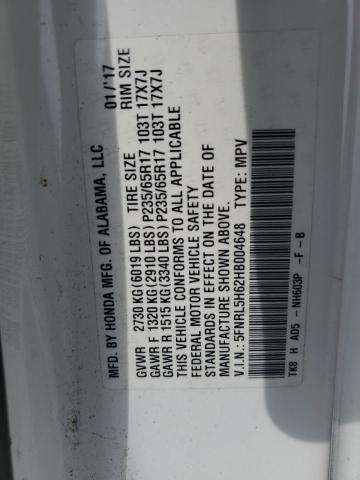 MFD. BY HONDA MFG. OF ALABAMA, LLC 01/'17
TIRE SIZE RIM SIZE
GVWR 2730 KG(6019 LBS)
GAWR F 1320 KG(2910 LBS) P235/65R17 103T 17X7J
GAWR R 1515 KG(3340 LBS) P235/65R17 103T 17X7J
THIS VEHICLE CONFORMS TO ALL APPLICABLE
FEDERAL MOTOR VEHICLE SAFETY
STANDARDS IN EFFECT ON THE DATE OF
MANUFACTURE SHOWN ABOVE.
V.I.N.: 5FNRL5H62HB004648 TYPE: MPV
TK8 H A05 -NH603P -F -B